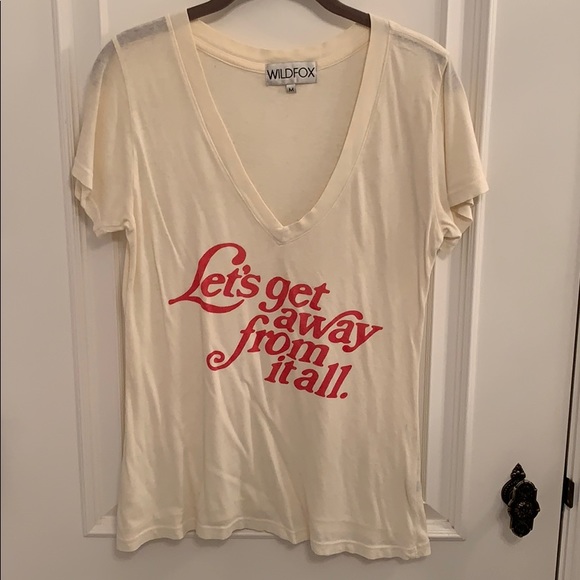 WILDFOX
M
Let's get
away
from
it all.